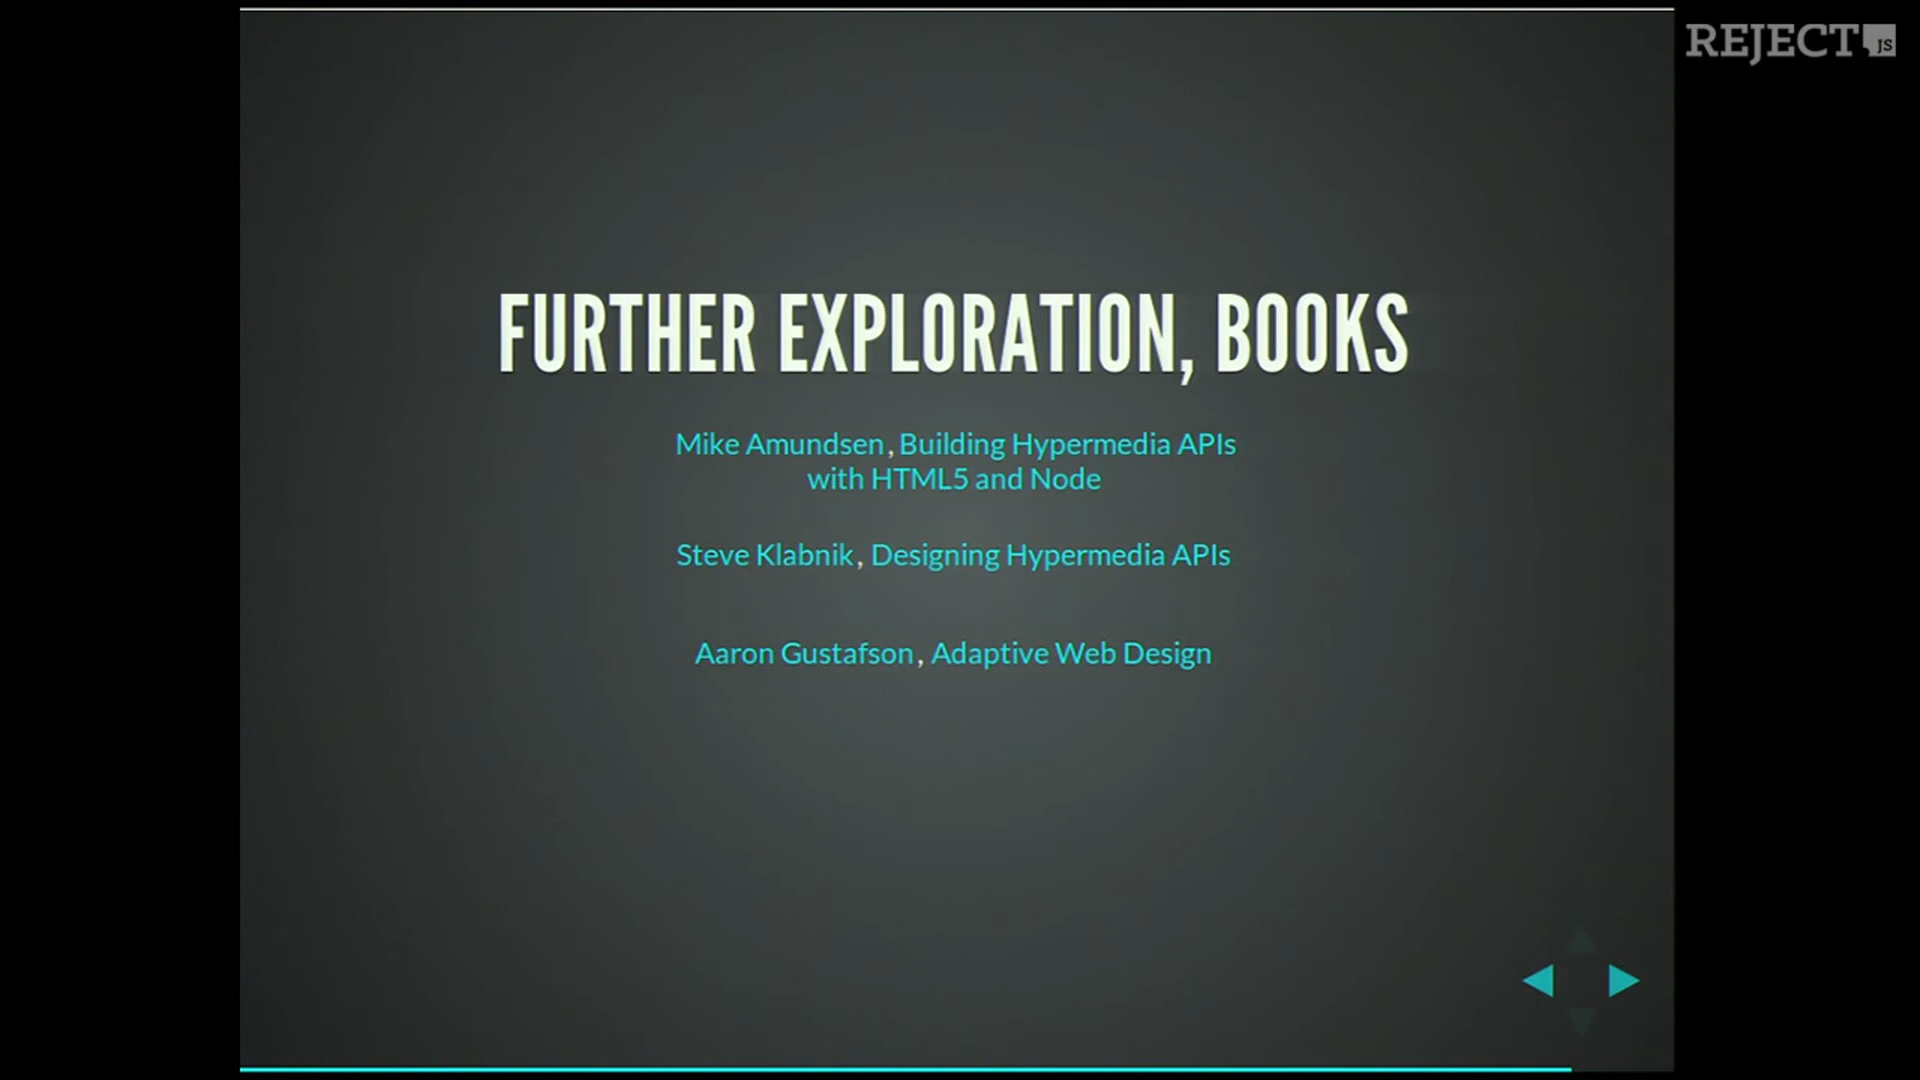 REJECT JS
FURTHER EXPLORATION, BOOKS
Mike Amundsen, Building Hypermedia APIs
with HTML5 and Node
Steve Klabnik, Designing Hypermedia APIs
Aaron Gustafson, Adaptive Web Design